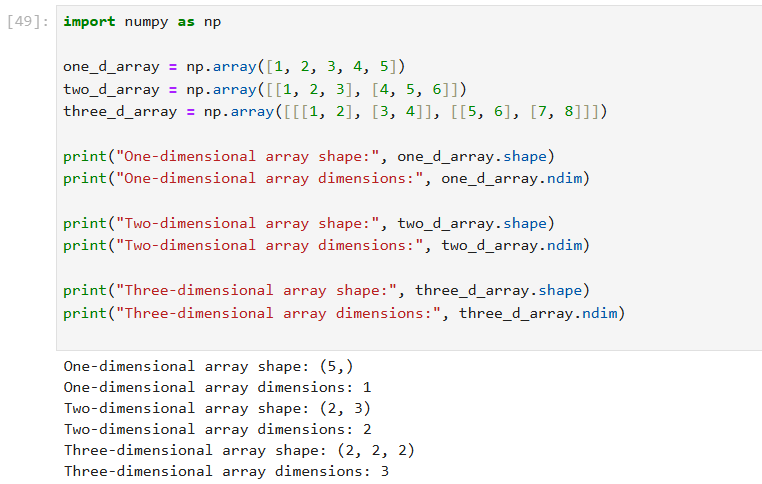 [49]:
import numpy as np
one_d_array = np.array([1, 2, 3, 4, 5])
two_d_array = np.array([[1, 2, 3], [4, 5, 6]])
three_d_array = np.array([[[1, 2], [3, 4]], [[5, 6], [7, 8]]])
print("One-dimensional array shape:", one_d_array.shape)
print("One-dimensional array dimensions:", one_d_array.ndim)
print("Two-dimensional array shape:", two_d_array.shape)
print("Two-dimensional array dimensions:", two_d_array.ndim)
print("Three-dimensional array shape:", three_d_array.shape)
print("Three-dimensional array dimensions:", three_d_array.ndim)
One-dimensional array shape: (5,)
One-dimensional array dimensions: 1
Two-dimensional array shape: (2, 3)
Two-dimensional array dimensions: 2
Three-dimensional array shape: (2, 2, 2)
Three-dimensional array dimensions: 3